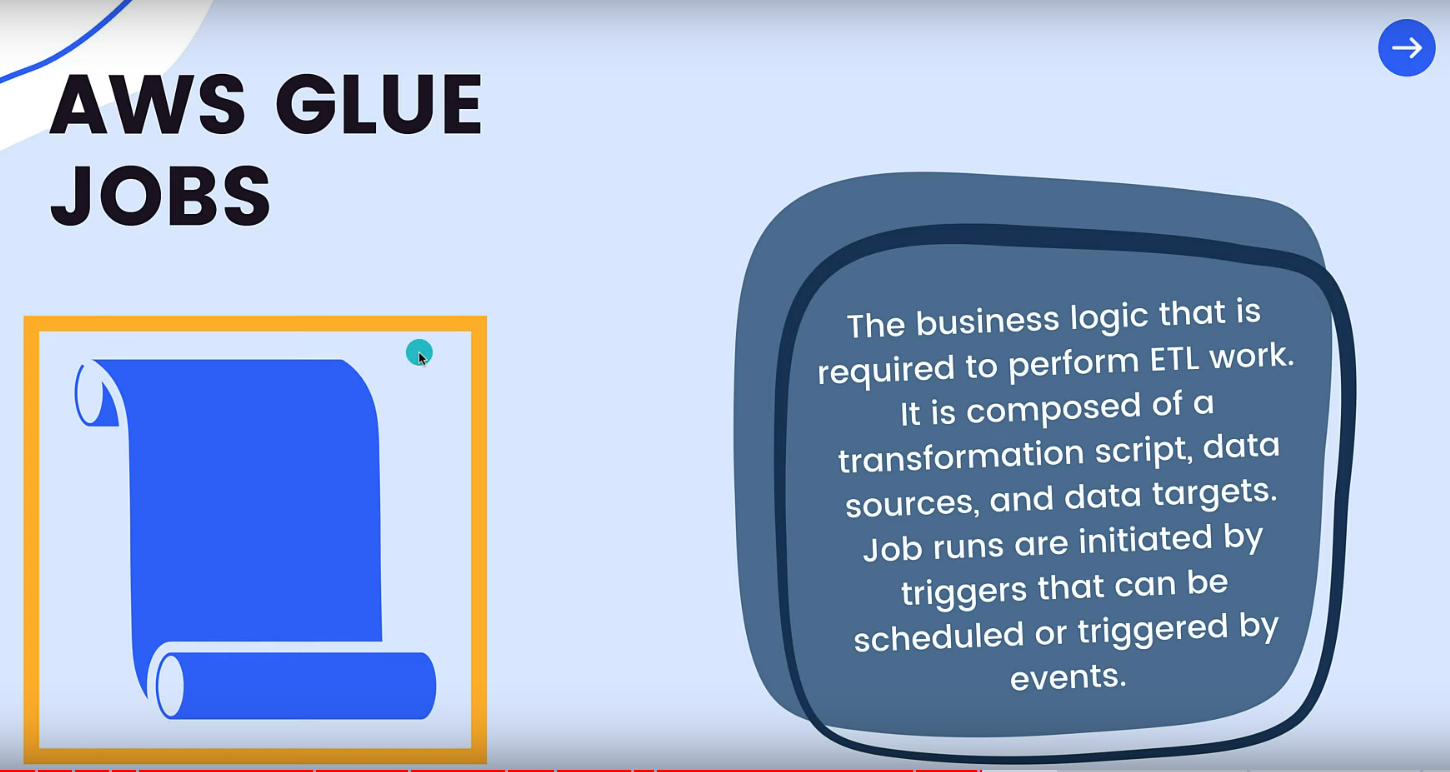 AWS GLUE
JOBS
The business logic that is
required to perform ETL work.
It is composed of a
transformation script, data
sources, and data targets.
Job runs are initiated by
triggers that can be
scheduled or triggered by
events.